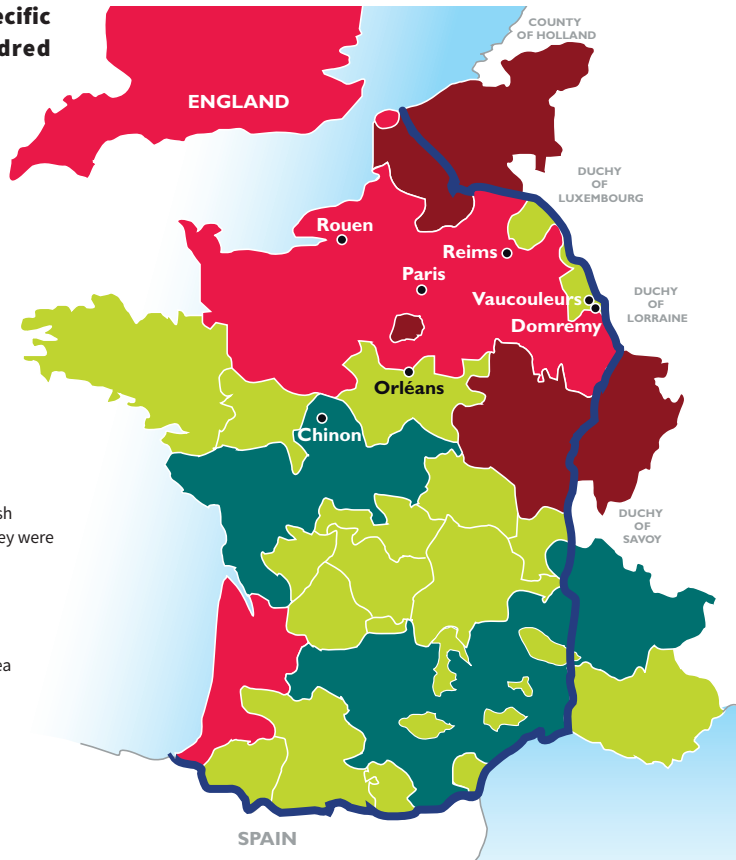 ecific
dred
COUNTY
OF HOLLAND
ENGLAND
DUCHY
OF
LUXEMBOURG
Rouen
Reims
Paris
Vaucouleurs
DUCHY
OF
LORRAINE
Domremy
Orléans
Chinon
sh
ey were
DUCHY
OF
SAVOY
ea
SPAIN